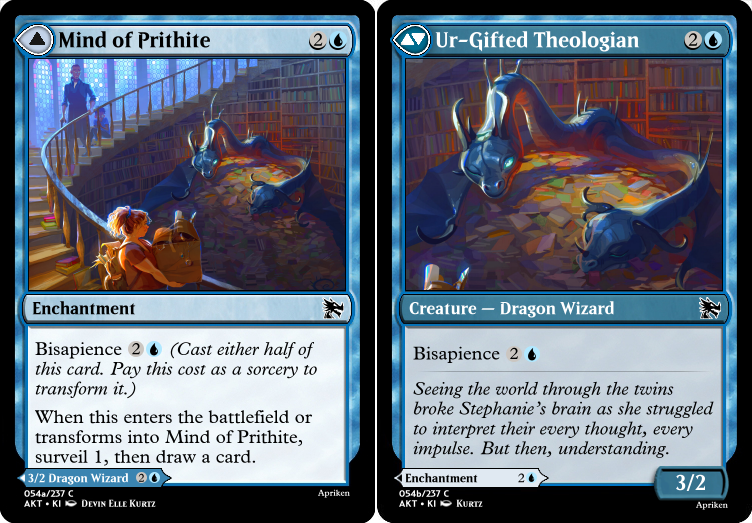 Mind of Prithite 2
Enchantment
Bisapience 2 (Cast either half of
this card. Pay this cost as a sorcery to
transform it.)
When this enters the battlefield or
transforms into Mind of Prithite,
surveil 1, then draw a card.
3/2 Dragon Wizard 2
054a/237 C
AKT • KI Devin Elle Kurtz
Apriken
Ur-Gifted Theologian 2
Creature — Dragon Wizard
Bisapience 2
Seeing the world through the twins
broke Stephanie's brain as she struggled
to interpret their every thought, every
impulse. But then, understanding.
Enchantment 2
3/2
054b/237 C
AKT • KI Kurtz
Apriken